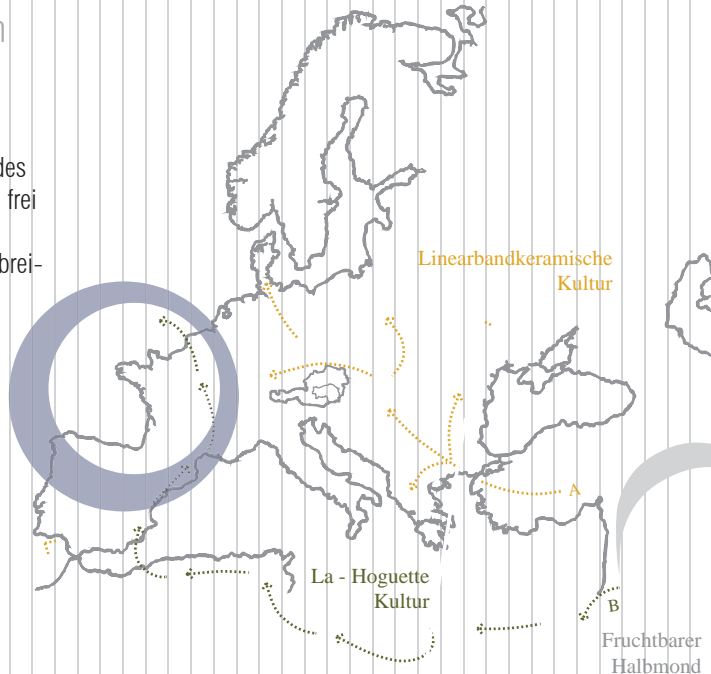 des
frei
brei-
Linearbandkeramische
Kultur
A
La - Hoguette
Kultur
B
Fruchtbarer
Halbmond